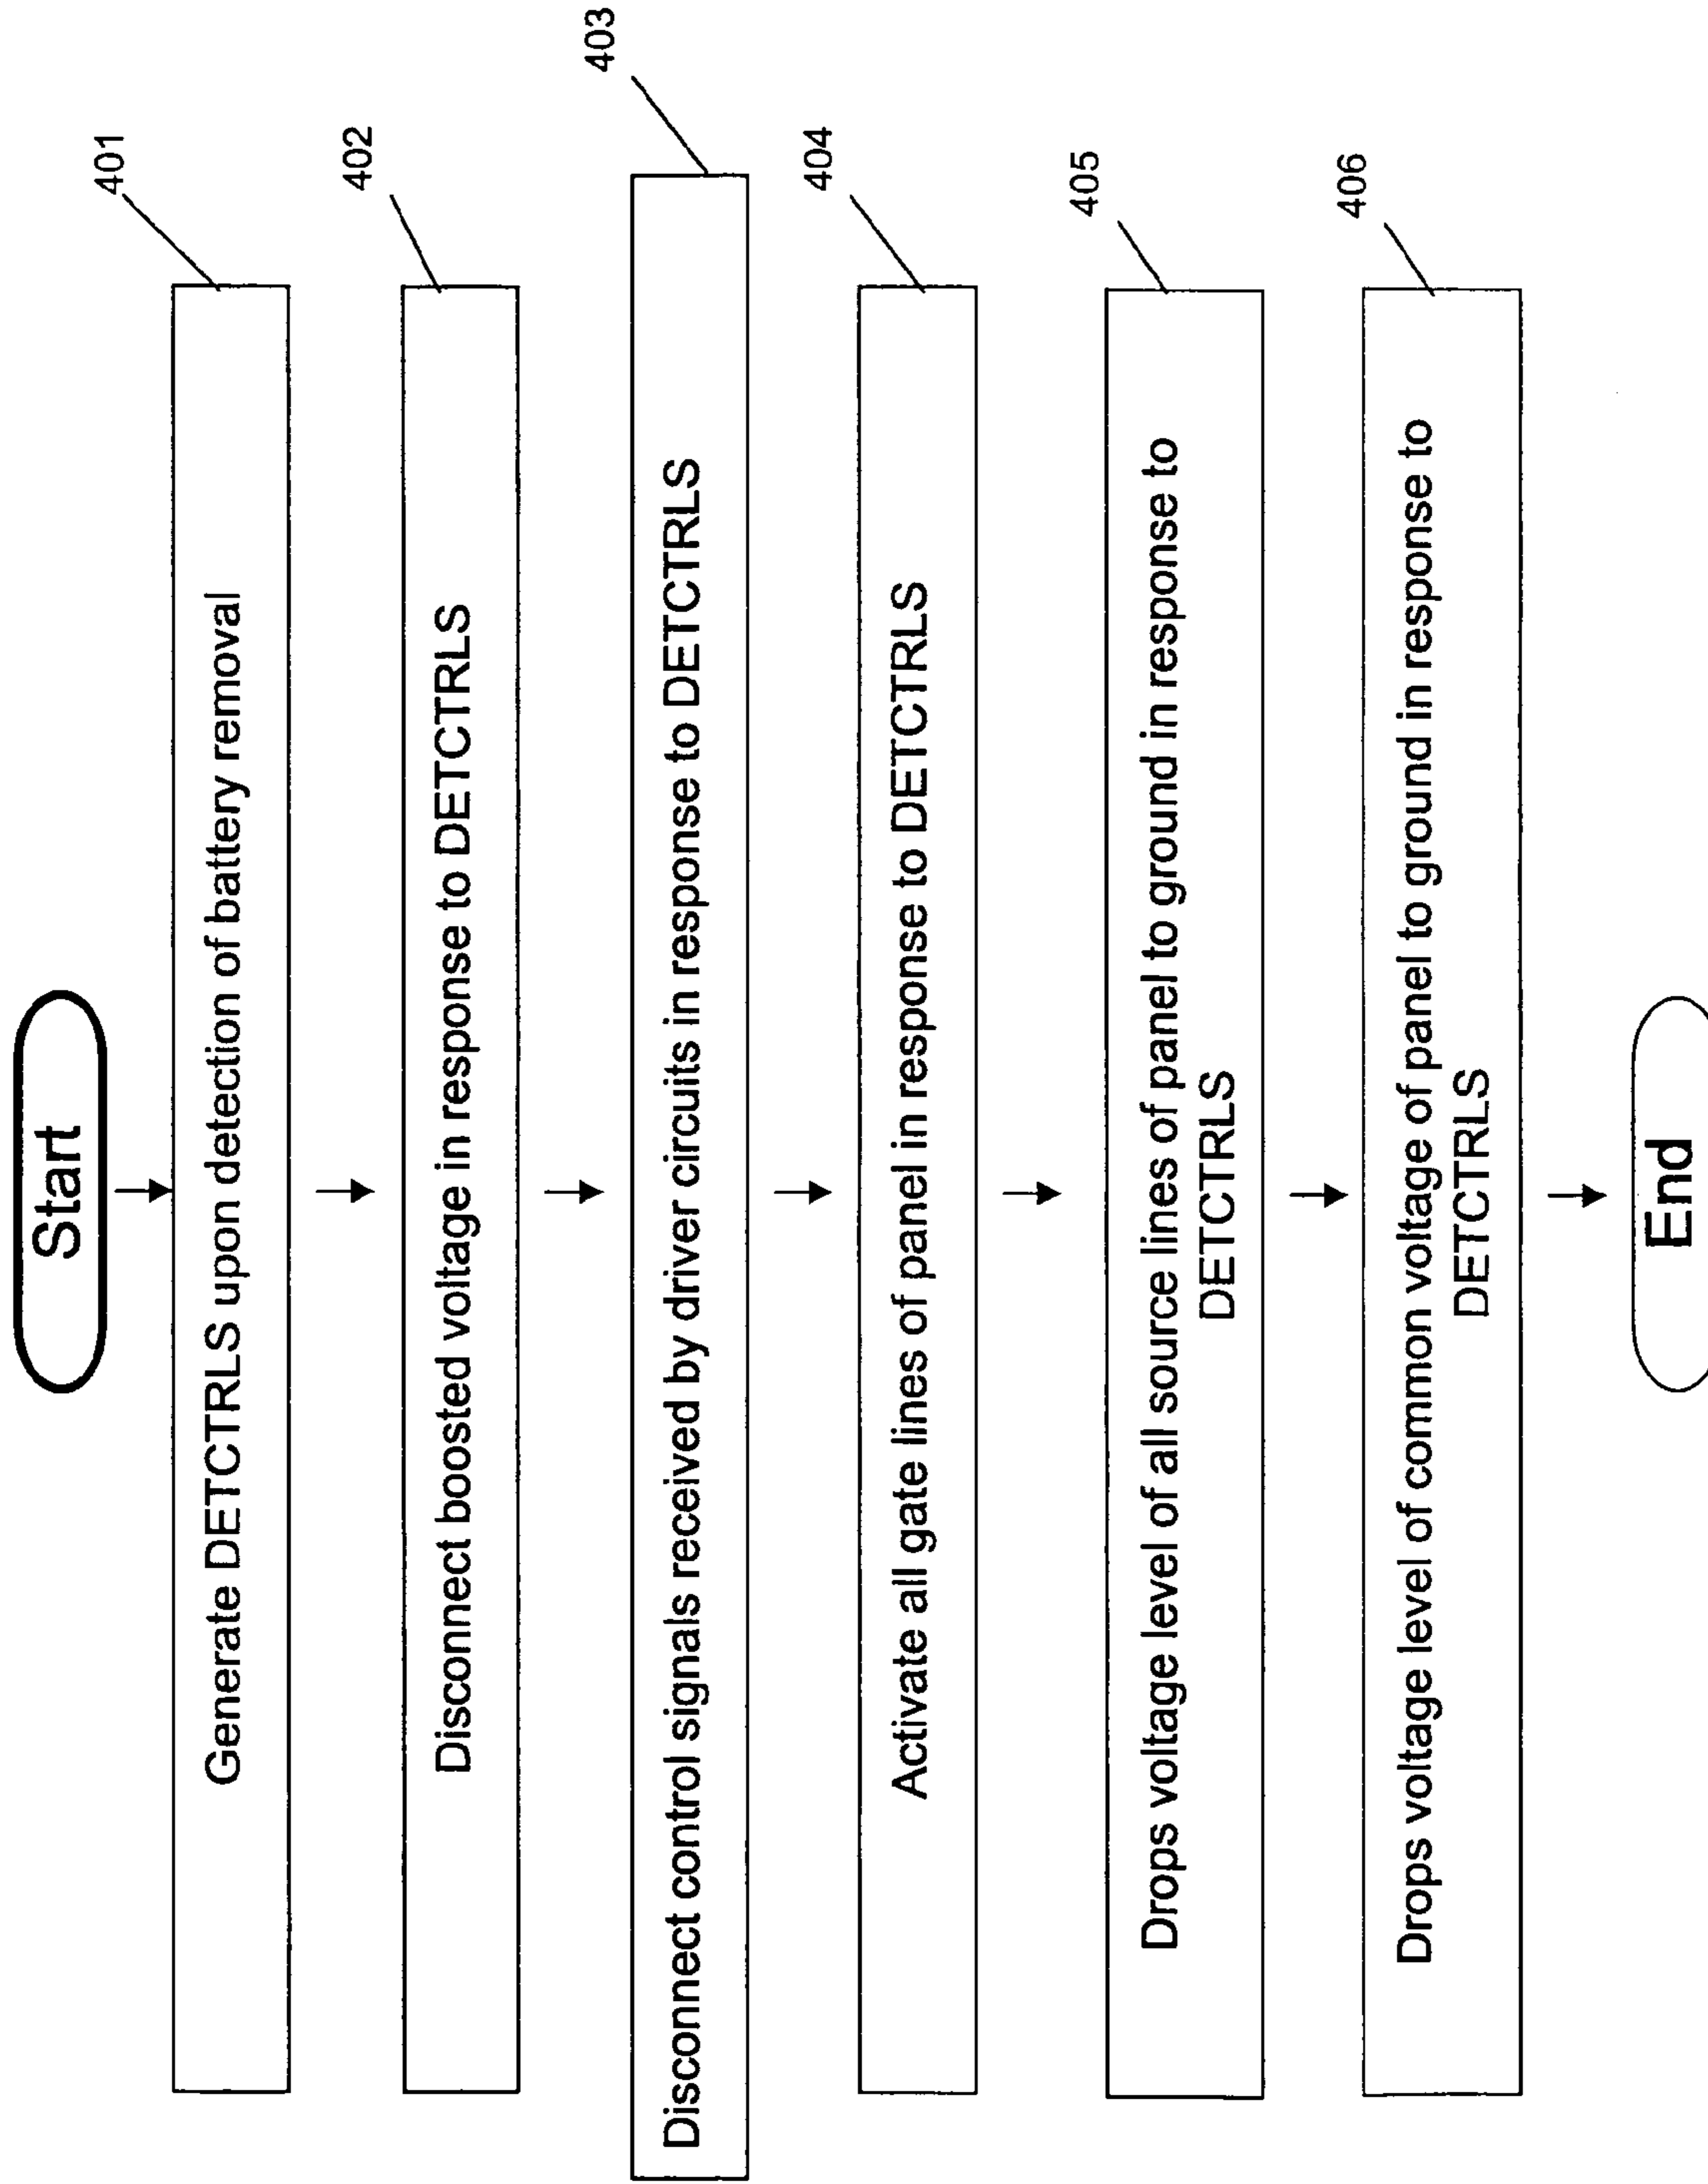 Start
401
Generate DETCTRLS upon detection of battery removal
402
Disconnect boosted voltage in response to DETCTRLS
403
Disconnect control signals received by driver circuits in response to DETCTRLS
404
Activate all gate lines of panel in response to DETCTRLS
405
Drops voltage level of all source lines of panel to ground in response to
DETCTRLS
406
Drops voltage level of common voltage of panel to ground in response to
DETCTRLS
End